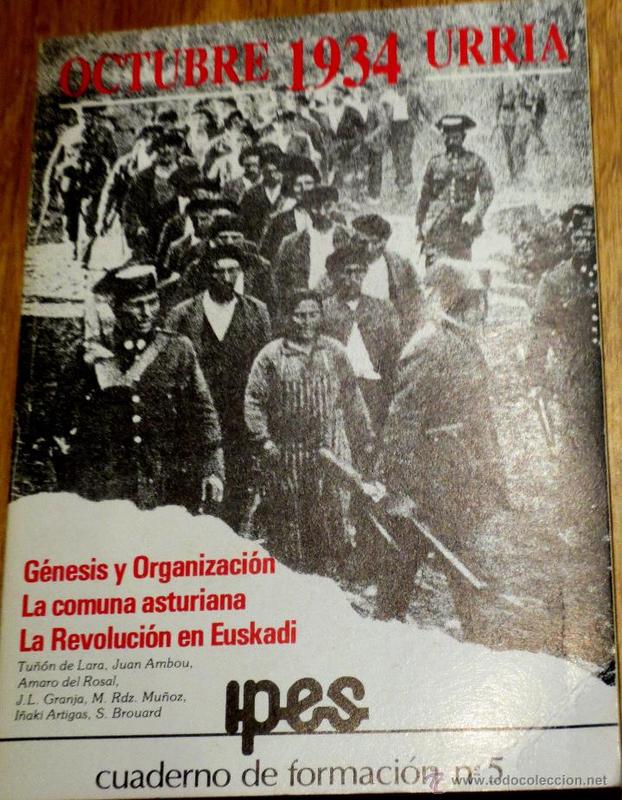 OCTUBRE 1934 URRIA
Génesis y Organización
La comuna asturiana
La Revolución en Euskadi
Tuñón de Lara, Juan Ambou,
Amaro del Rosal,
J.L. Granja, M. Rdz. Muñoz,
Iñaki Artigas, S. Brouard
ipes
cuaderno de formación nº 5
www.todocoleccion.net